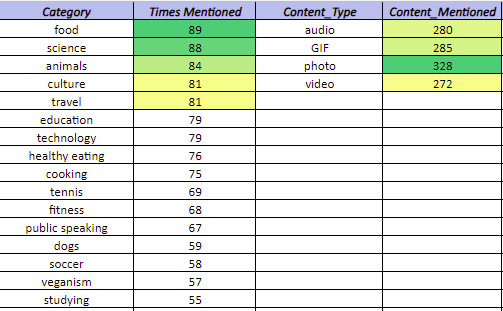 Category Times Mentioned Content_Type Content_Mentioned
food 89 audio 280
science 88 GIF 285
animals 84 photo 328
culture 81 video 272
travel 81
education 79
technology 79
healthy eating 76
cooking 75
tennis 69
fitness 68
public speaking 67
dogs 59
soccer 58
veganism 57
studying 55